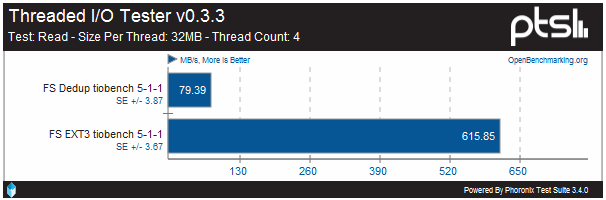 Threaded I/O Tester v0.3.3
Test: Read - Size Per Thread: 32MB - Thread Count: 4
ptsl
MB/s, More is Better
OpenBenchmarking.org
FS Dedup tiobench 5-1-1
SE +/- 3.87
79.39
FS EXT3 tiobench 5-1-1
SE +/- 3.67
615.85
130 260 390 520 650
Powered By Phoronix Test Suite 3.4.0